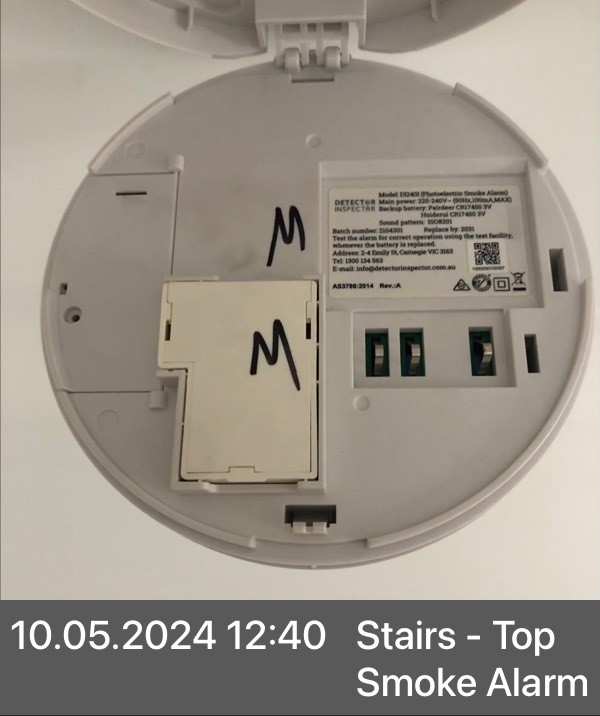 DETECTOR
INSPECTOR
Model: DI240i (Photoelectric Smoke Alarm)
Main power: 220-240V~ (50Hz,100mA,MAX)
Backup battery: Pairdeer CR17450 3V
Huiderui CR17450 3V
Sound pattern: ISO8201
Batch number: 2104301 Replace by: 2031
Test the alarm for correct operation using the test facility,
whenever the battery is replaced.
Address: 2-4 Emily St, Carnegie VIC 3163
Tel: 1300 134 563
E-mail: info@detectorinspector.com.au
AS3786:2014 Rev.:A
M
M
10.05.2024 12:40
Stairs - Top
Smoke Alarm